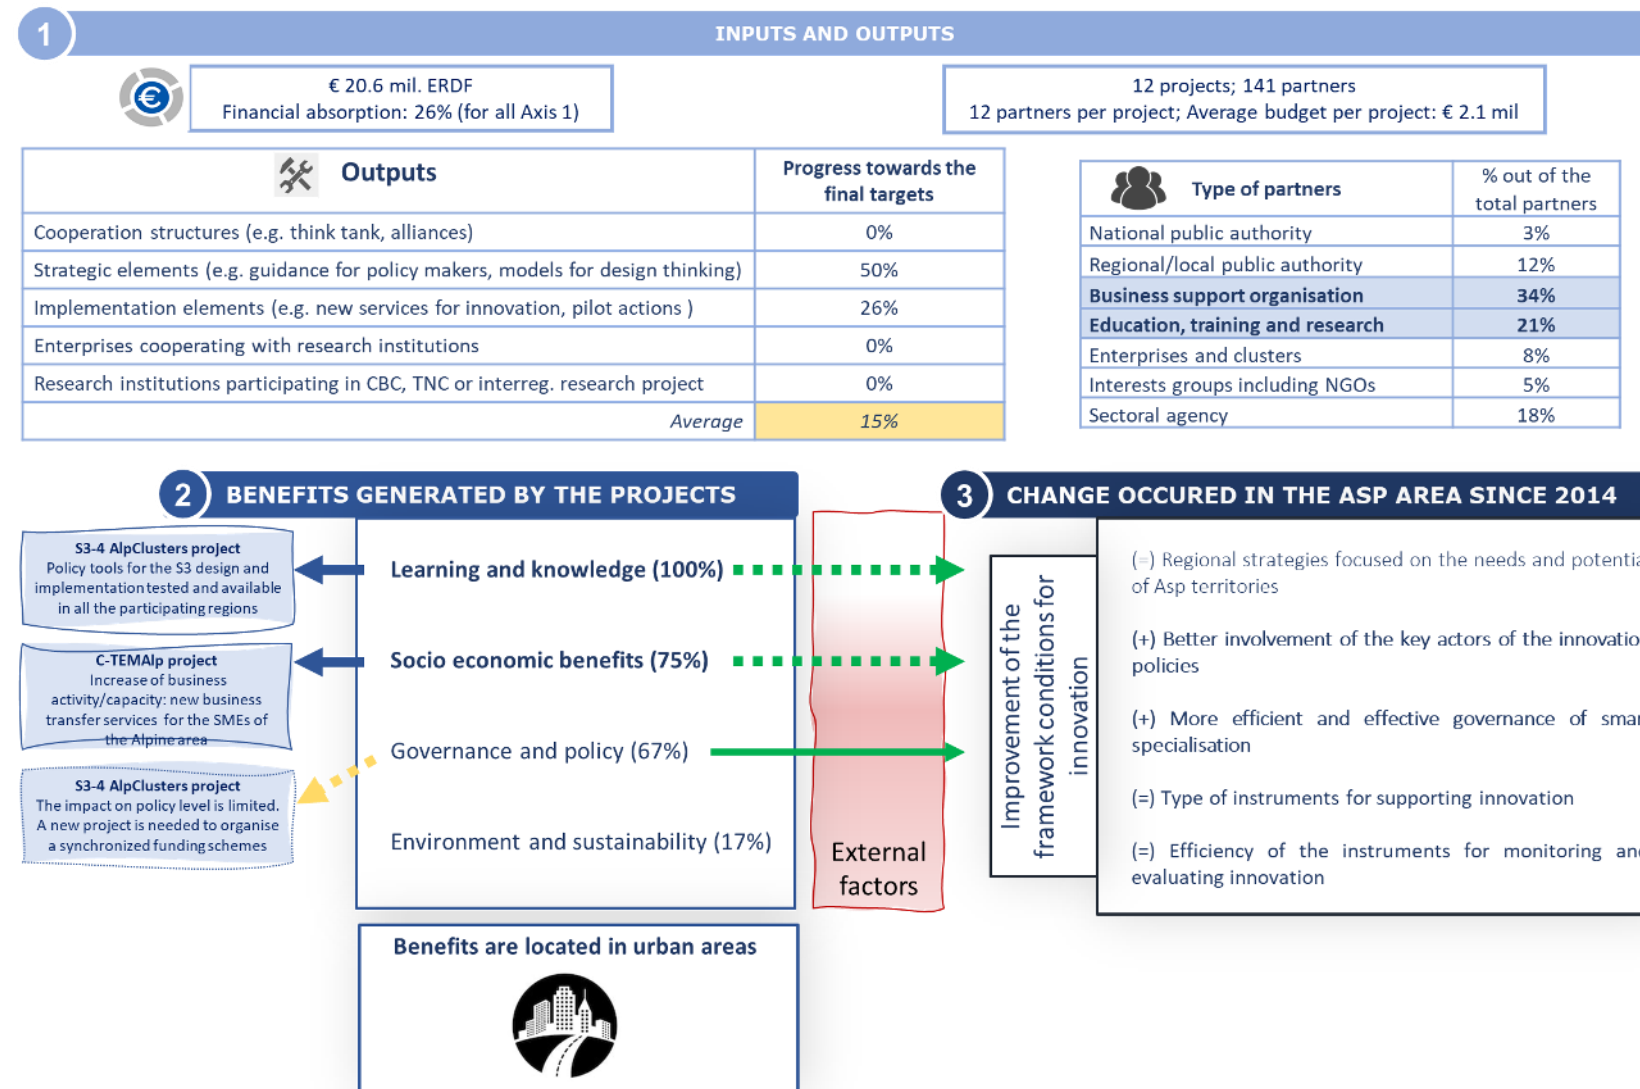 1
INPUTS AND OUTPUTS
€
€ 20.6 mil. ERDF
Financial absorption: 26% (for all Axis 1)
12 projects; 141 partners
12 partners per project; Average budget per project: € 2.1 mil
Outputs
Progress towards the
final targets
Cooperation structures (e.g. think tank, alliances)
0%
Strategic elements (e.g. guidance for policy makers, models for design thinking)
50%
Implementation elements (e.g. new services for innovation, pilot actions )
26%
Enterprises cooperating with research institutions
0%
Research institutions participating in CBC, TNC or interreg. research project
0%
Average
15%
Type of partners
% out of the
total partners
National public authority
3%
Regional/local public authority
12%
Business support organisation
34%
Education, training and research
21%
Enterprises and clusters
8%
Interests groups including NGOs
5%
Sectoral agency
18%
2
BENEFITS GENERATED BY THE PROJECTS
S3-4 AlpClusters project
Policy tools for the S3 design and
implementation tested and available
in all the participating regions
C-TEMAlp project
Increase of business
activity/capacity: new business
transfer services for the SMEs of
the Alpine area
S3-4 AlpClusters project
The impact on policy level is limited.
A new project is needed to organise
a synchronized funding schemes
Learning and knowledge (100%)
Socio economic benefits (75%)
Governance and policy (67%)
Environment and sustainability (17%)
External
factors
Benefits are located in urban areas
3
CHANGE OCCURED IN THE ASP AREA SINCE 2014
Improvement of the
framework conditions for
innovation
(=) Regional strategies focused on the needs and potentia
of Asp territories
(+) Better involvement of the key actors of the innovatio
policies
(+) More efficient and effective governance of smar
specialisation
(=) Type of instruments for supporting innovation
(=) Efficiency of the instruments for monitoring and
evaluating innovation